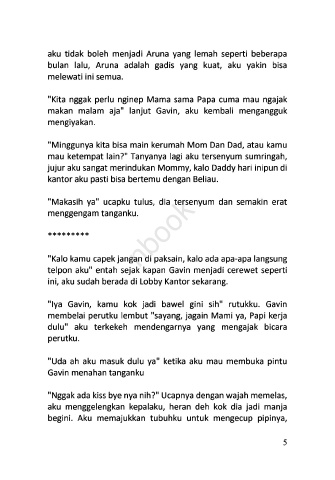 aku tidak boleh menjadi Aruna yang lemah seperti beberapa
bulan lalu, Aruna adalah gadis yang kuat, aku yakin bisa
melewati ini semua.
"Kita nggak perlu nginep Mama sama Papa cuma mau ngajak
makan malam aja" lanjut Gavin, aku kembali mengangguk
mengiyakan.
"Minggunya kita bisa main kerumah Mom Dan Dad, atau kamu
mau ketempat lain?" Tanyanya lagi aku tersenyum sumringah,
jujur aku sangat merindukan Mommy, kalo Daddy hari inipun di
kantor aku pasti bisa bertemu dengan Beliau.
"Makasih ya" ucapku tulus, dia tersenyum dan semakin erat
menggengam tanganku.
*********
"Kalo kamu capek jangan di paksain, kalo ada apa-apa langsung
telpon aku" entah sejak kapan Gavin menjadi cerewet seperti
ini, aku sudah berada di Lobby Kantor sekarang.
"Iya Gavin, kamu kok jadi bawel gini sih" rutukku. Gavin
membelai perutku lembut "sayang, jagain Mami ya, Papi kerja
dulu" aku terkekeh mendengarnya yang mengajak bicara
perutku.
"Uda ah aku masuk dulu ya" ketika aku mau membuka pintu
Gavin menahan tanganku
"Nggak ada kiss bye nya nih?" Ucapnya dengan wajah memelas,
aku menggelengkan kepalaku, heran deh kok dia jadi manja
begini. Aku memajukkan tubuhku untuk mengecup pipinya,
5